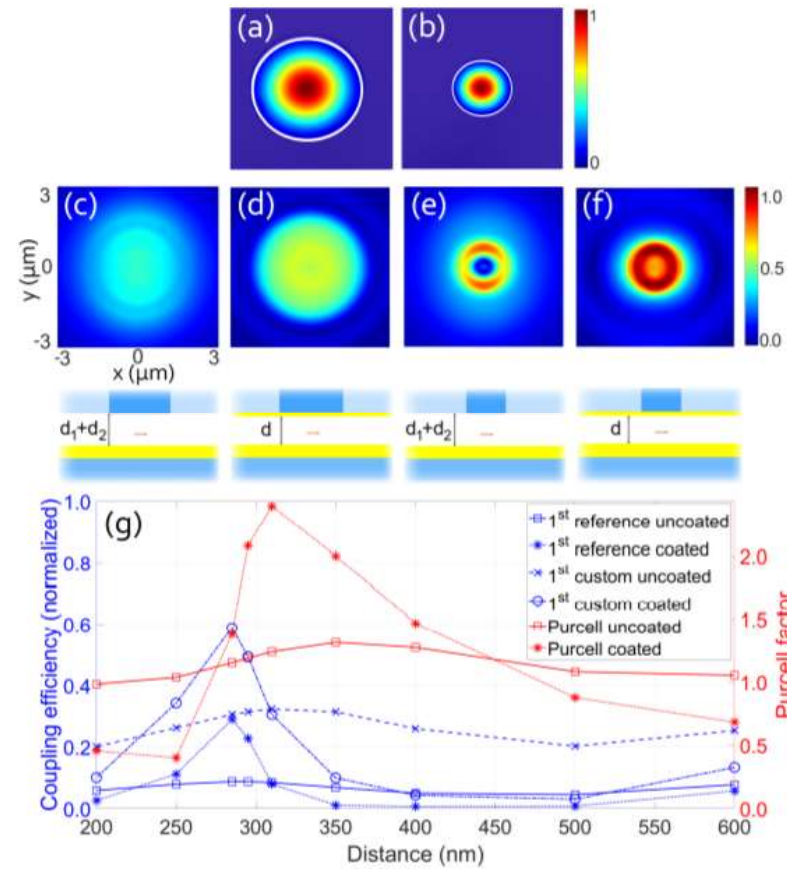 (a) (b) 1
0
(c) (d) (e) (f)
3
0
-3
y (μm)
-3 0 3
x (μm)
1.0
0.5
0.0
d₁+d₂ d d₁+d₂ d
(g)
1ˢᵗ reference uncoated
1ˢᵗ reference coated
1ˢᵗ custom uncoated
1ˢᵗ custom coated
Purcell uncoated
Purcell coated
Coupling efficiency (normalized)
1.0
0.8
0.6
0.4
0.2
0.0
Purcell factor
2.0
1.5
1.0
0.5
0.0
200 250 300 350 400 450 500 550 600
Distance (nm)